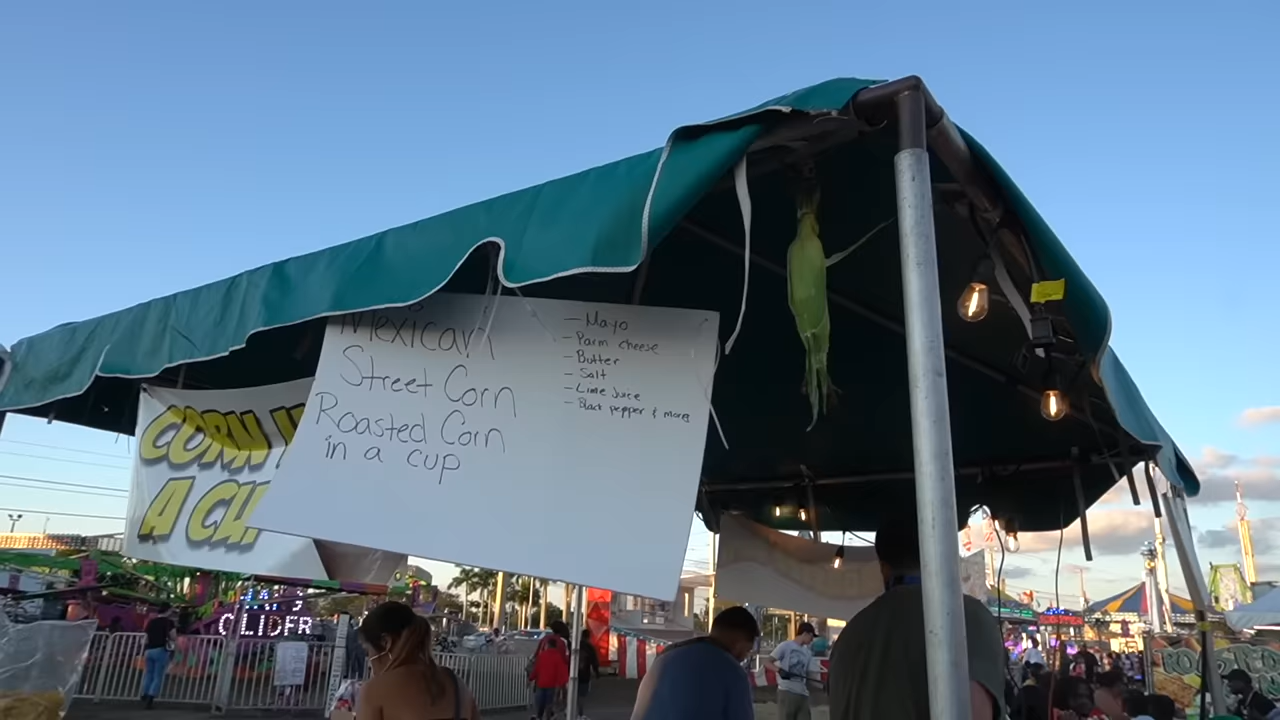 Mexican
Street Corn
Roasted Corn
in a cup
- Mayo
- Parm cheese
- Butter
- Salt
- Lime Juice
- Black pepper & more
CORN
A CU
GLIDER